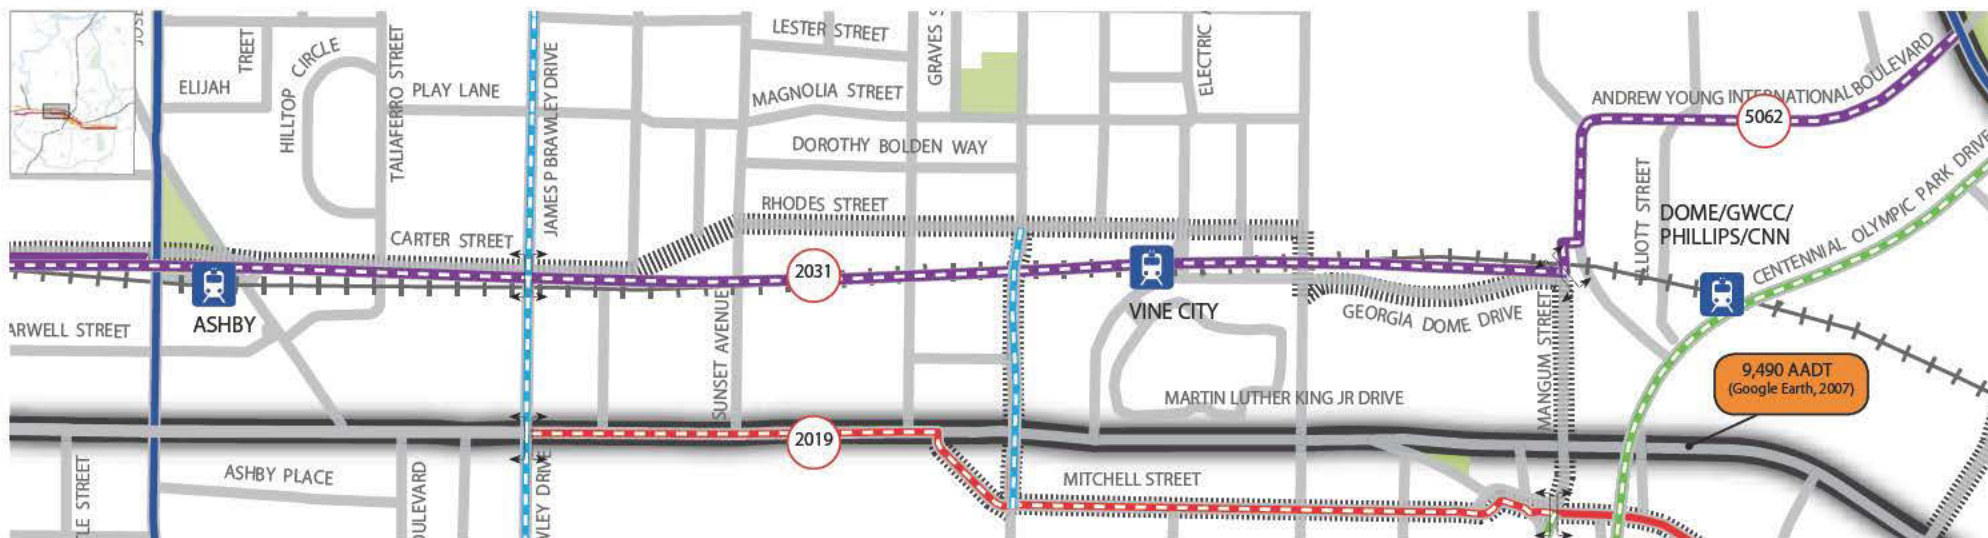 LESTER STREET
GRAVES S
ELECTRIC
JOSE
TREET
HILLTOP CIRCLE
TALIAFERRO STREET
JAMES P BRAWLEY DRIVE
ELIJAH
PLAY LANE
MAGNOLIA STREET
ANDREW YOUNG INTERNATIONAL BOULEVARD
5062
DOROTHY BOLDEN WAY
RHODES STREET
LLIOTT STREET
DOME/GWCC/
PHILLIPS/CNN
CENTENNIAL OLYMPIC PARK DRIVE
CARTER STREET
2031
ASHBY
VINE CITY
GEORGIA DOME DRIVE
ARWELL STREET
SUNSET AVENUE
MANGUM STREET
9,490 AADT
(Google Earth, 2007)
MARTIN LUTHER KING JR DRIVE
2019
ASHBY PLACE
MITCHELL STREET
TLE STREET
OULEVARD
WLEY DRIVE